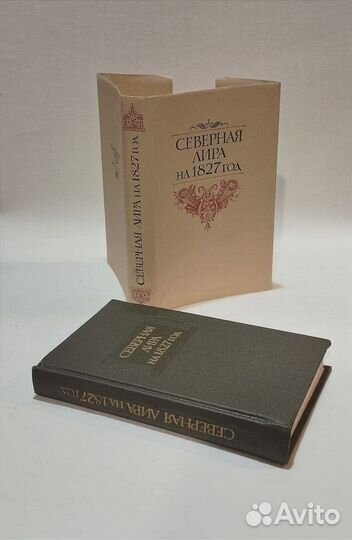 СЕВЕРНАЯ ЛИРА НА 1827 ГОД
СЕВЕРНАЯ
ЛИРА
НА 1827 ГОД
СЕВЕРНАЯ
ЛИРА
НА 1827 ГОД
СЕВЕРНАЯ ЛИРА НА 1827 ГОД
Avito